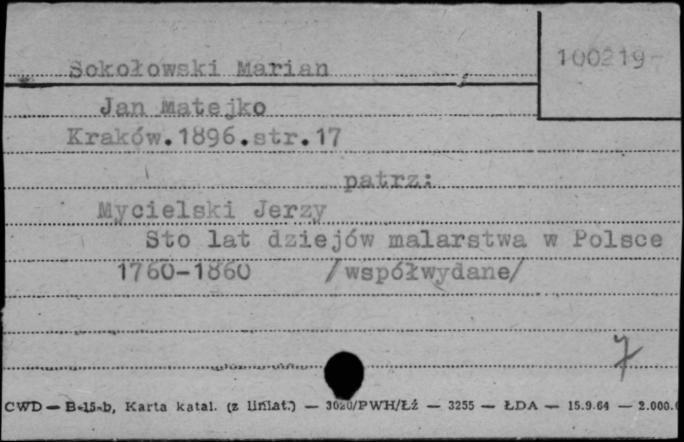 100219-
Sokołowski Marian
Jan Matejko
Kraków.1896.str.17
patrz:
Mycielski Jerzy
Sto lat dziejów malarstwa w Polsce
1760-1860 /współwydane/
7
CWD — B-15-b, Karta katal. (z liniat.) — 3020/PWH/Łź — 3255 — ŁDA — 15.9.64 — 2.000.